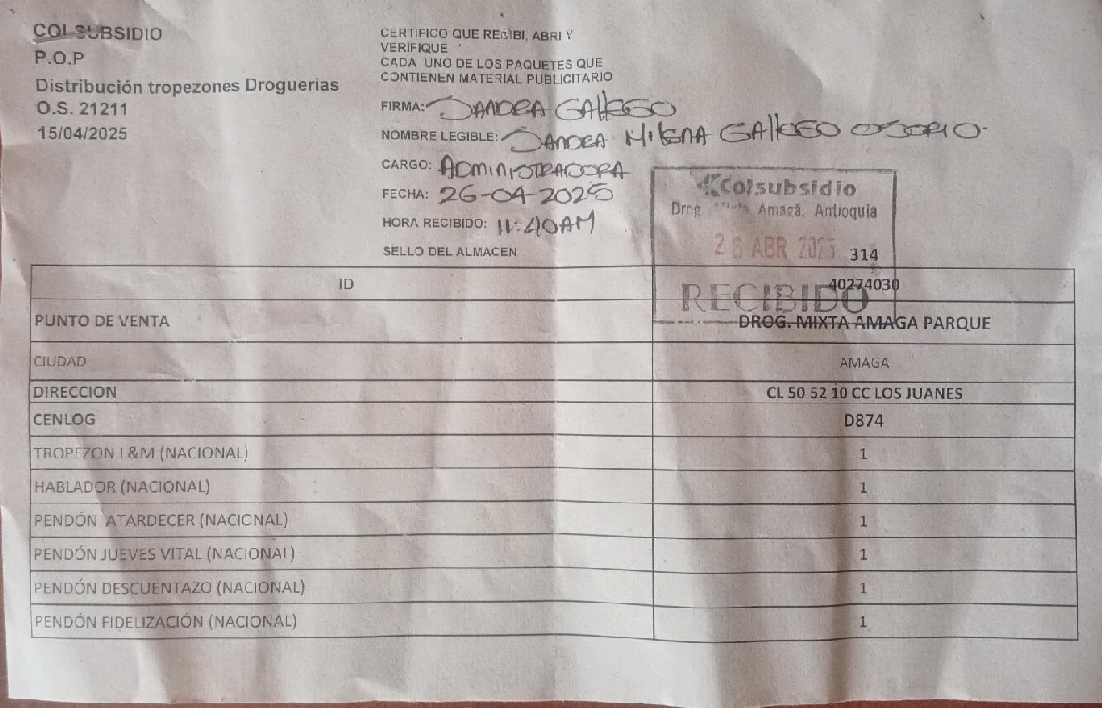 COLSUBSIDIO
P.O.P
Distribución tropezones Droguerias
O.S. 21211
15/04/2025
CERTIFICO QUE RECIBI, ABRI Y
VERIFIQUE
CADA UNO DE LOS PAQUETES QUE
CONTIENEN MATERIAL PUBLICITARIO
FIRMA: SANDRA GALLEGO
NOMBRE LEGIBLE: SANDRA MILENA GALLEGO OSORIO
CARGO: ADMINISTRADORA
FECHA: 26-04-2025
HORA RECIBIDO: 11:40AM
SELLO DEL ALMACEN
Colsubsidio
Drog. Mixta Amagá, Antioquia
ABR 2025
314
RECIBIDO
ID 40274030
PUNTO DE VENTA DROG. MIXTA AMAGA PARQUE
CIUDAD AMAGA
DIRECCION CL 50 52 10 CC LOS JUANES
CENLOG D874
TROPEZON I &M (NACIONAL) 1
HABLADOR (NACIONAL) 1
PENDÓN ATARDECER (NACIONAL) 1
PENDÓN JUEVES VITAL (NACIONAL) 1
PENDÓN DESCUENTAZO (NACIONAL) 1
PENDÓN FIDELIZACIÓN (NACIONAL) 1